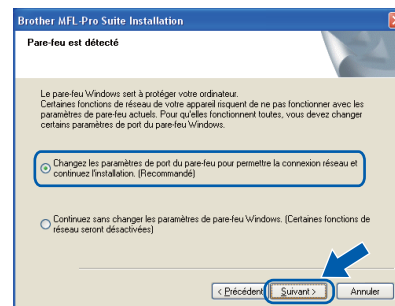 Brother MFL-Pro Suite Installation
Pare-feu est détecté
Le pare-feu Windows sert à protéger votre ordinateur.
Certaines fonctions de réseau de votre appareil risquent de ne pas fonctionner avec les
paramètres de pare-feu actuels. Pour qu'elles fonctionnent toutes, vous devez changer
certains paramètres de port du pare-feu Windows.
Changez les paramètres de port du pare-feu pour permettre la connexion réseau et
continuez l'installation. (Recommandé)
Continuez sans changer les paramètres de pare-feu Windows. (Certaines fonctions de
réseau seront désactivées)
< Précédent Suivant > Annuler